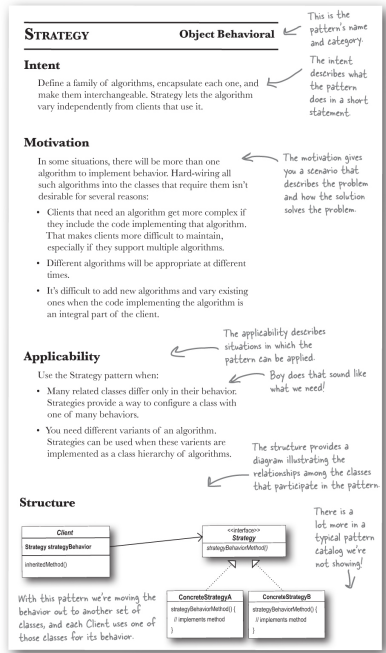 STRATEGY
Object Behavioral
This is the
pattern's name
and category.
Intent
Define a family of algorithms, encapsulate each one, and
make them interchangeable. Strategy lets the algorithm
vary independently from clients that use it.
The intent
describes what
the pattern
does in a short
statement
Motivation
In some situations, there will be more than one
algorithm to implement behavior. Hard-wiring all
such algorithms into the classes that require them isn't
desirable for several reasons:
• Clients that need an algorithm get more complex if
they include the code implementing that algorithm.
That makes clients more difficult to maintain,
especially if they support multiple algorithms.
• Different algorithms will be appropriate at different
times.
• It's difficult to add new algorithms and vary existing
ones when the code implementing the algorithm is
an integral part of the client.
The motivation gives
you a scenario that
describes the problem
and how the solution
solves the problem.
The applicability describes
situations in which the
pattern can be applied.
Applicability
Use the Strategy pattern when:
• Many related classes differ only in their behavior.
Strategies provide a way to configure a class with
one of many behaviors.
• You need different variants of an algorithm.
Strategies can be used when these varients are
implemented as a class hierarchy of algorithms.
Boy does that sound like
what we need!
The structure provides a
diagram illustrating the
relationships among the classes
that participate in the pattern.
Structure
Client
Strategy strategyBehavior
inheritedMethod()
<<interface>>
Strategy
strategyBehaviorMethod()
There is a
lot more in a
typical pattern
catalog we're
not showing!
With this pattern we're moving the
behavior out to another set of
classes, and each Client uses one of
those classes for its behavior.
ConcreteStrategyA
strategyBehaviorMethod() {
// implements method
}
ConcreteStrategyB
strategyBehaviorMethod() {
// implements method
}